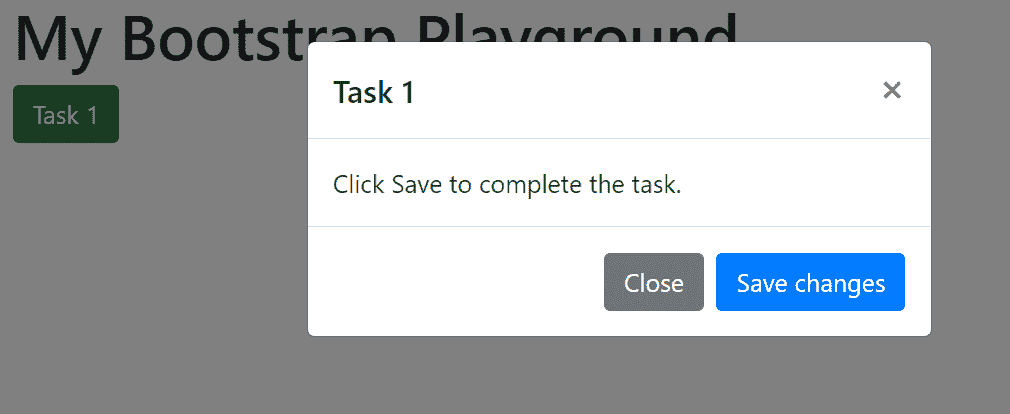 My Bootstrap Playground
Task 1
Task 1 ×
Click Save to complete the task.
Close Save changes